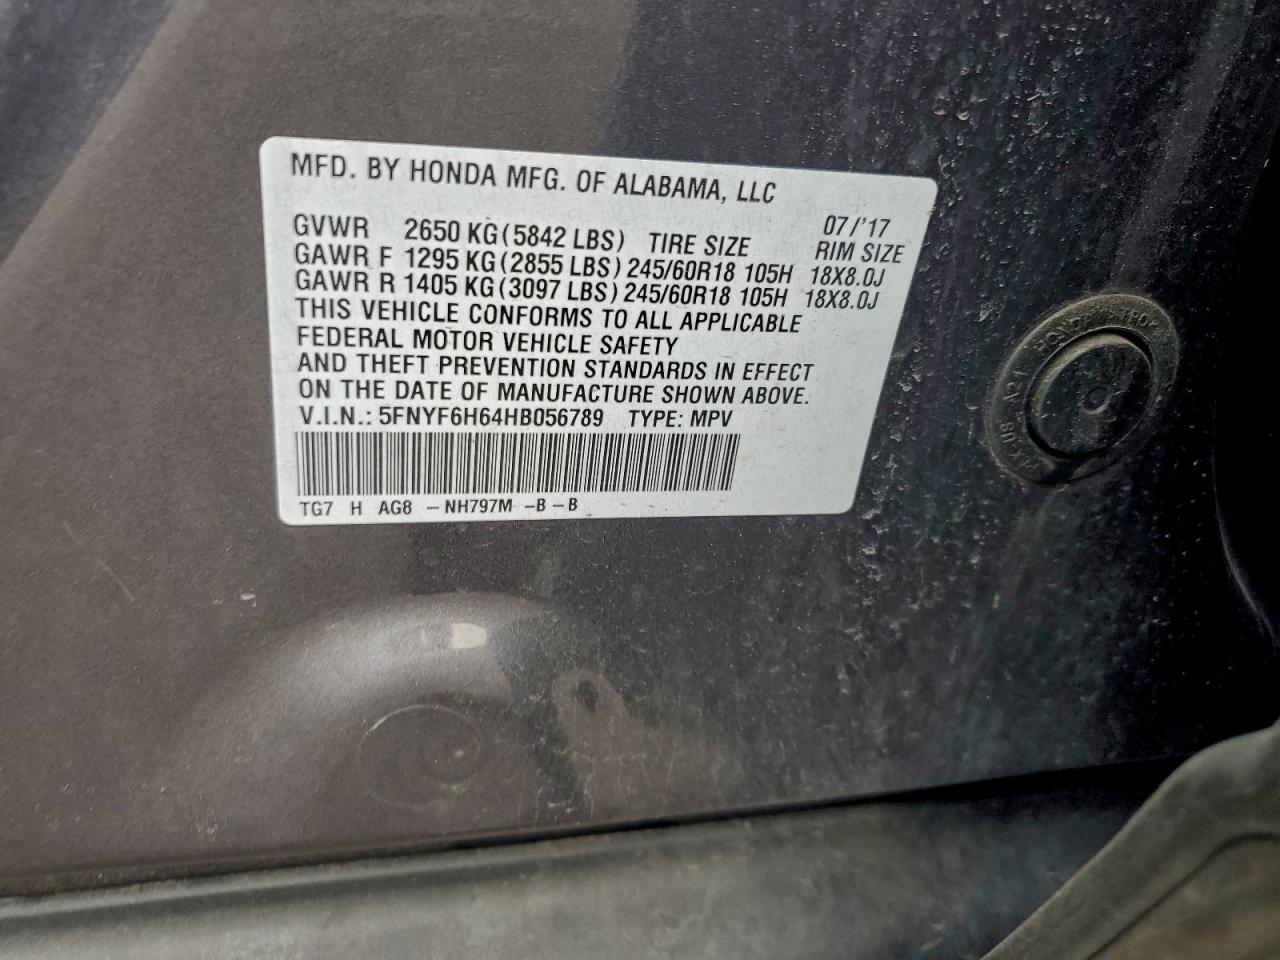 MFD. BY HONDA MFG. OF ALABAMA, LLC
07/'17
GVWR 2650 KG (5842 LBS) TIRE SIZE RIM SIZE
GAWR F 1295 KG (2855 LBS) 245/60R18 105H 18X8.0J
GAWR R 1405 KG (3097 LBS) 245/60R18 105H 18X8.0J
THIS VEHICLE CONFORMS TO ALL APPLICABLE
FEDERAL MOTOR VEHICLE SAFETY
AND THEFT PREVENTION STANDARDS IN EFFECT
ON THE DATE OF MANUFACTURE SHOWN ABOVE.
V.I.N.: 5FNYF6H64HB056789 TYPE: MPV
TG7 H AG8 - NH797M - B - B